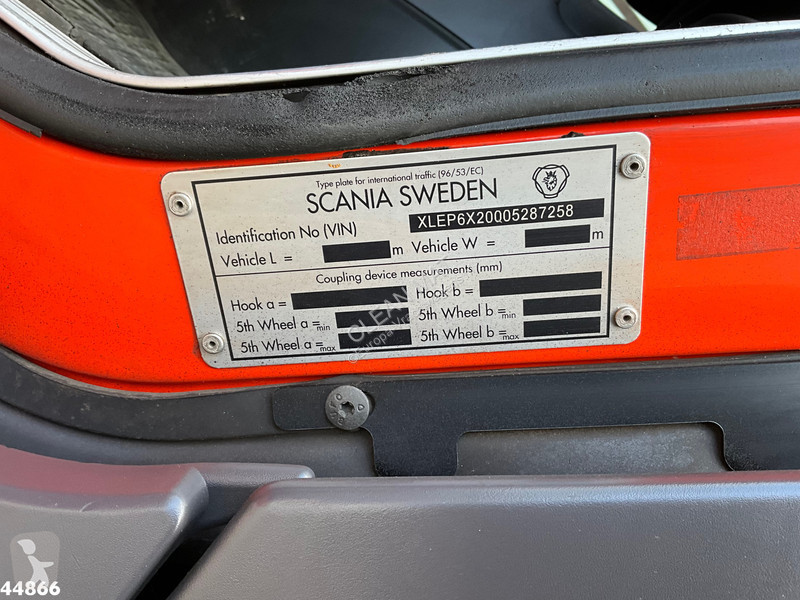 Type plate for international traffic (96/53/EC)
SCANIA SWEDEN
Identification No (VIN) XLEP6X20005287258
Vehicle L = m Vehicle W = m
Coupling device measurements (mm)
Hook a = Hook b =
5th Wheel a min = 5th Wheel b min =
5th Wheel a max = 5th Wheel b max =
44866